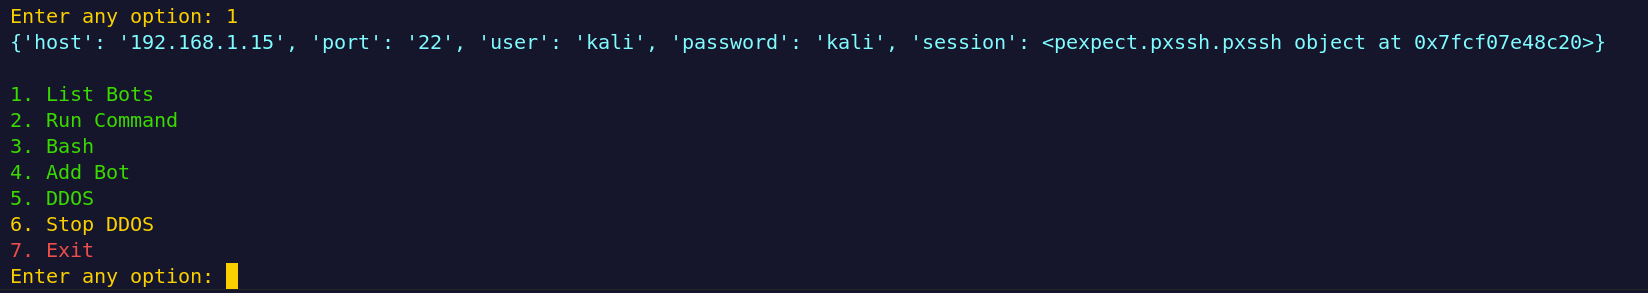 Enter any option: 1
{'host': '192.168.1.15', 'port': '22', 'user': 'kali', 'password': 'kali', 'session': <pexpect.pxssh.pxssh object at 0x7fcf07e48c20>}
1. List Bots
2. Run Command
3. Bash
4. Add Bot
5. DDOS
6. Stop DDOS
7. Exit
Enter any option: